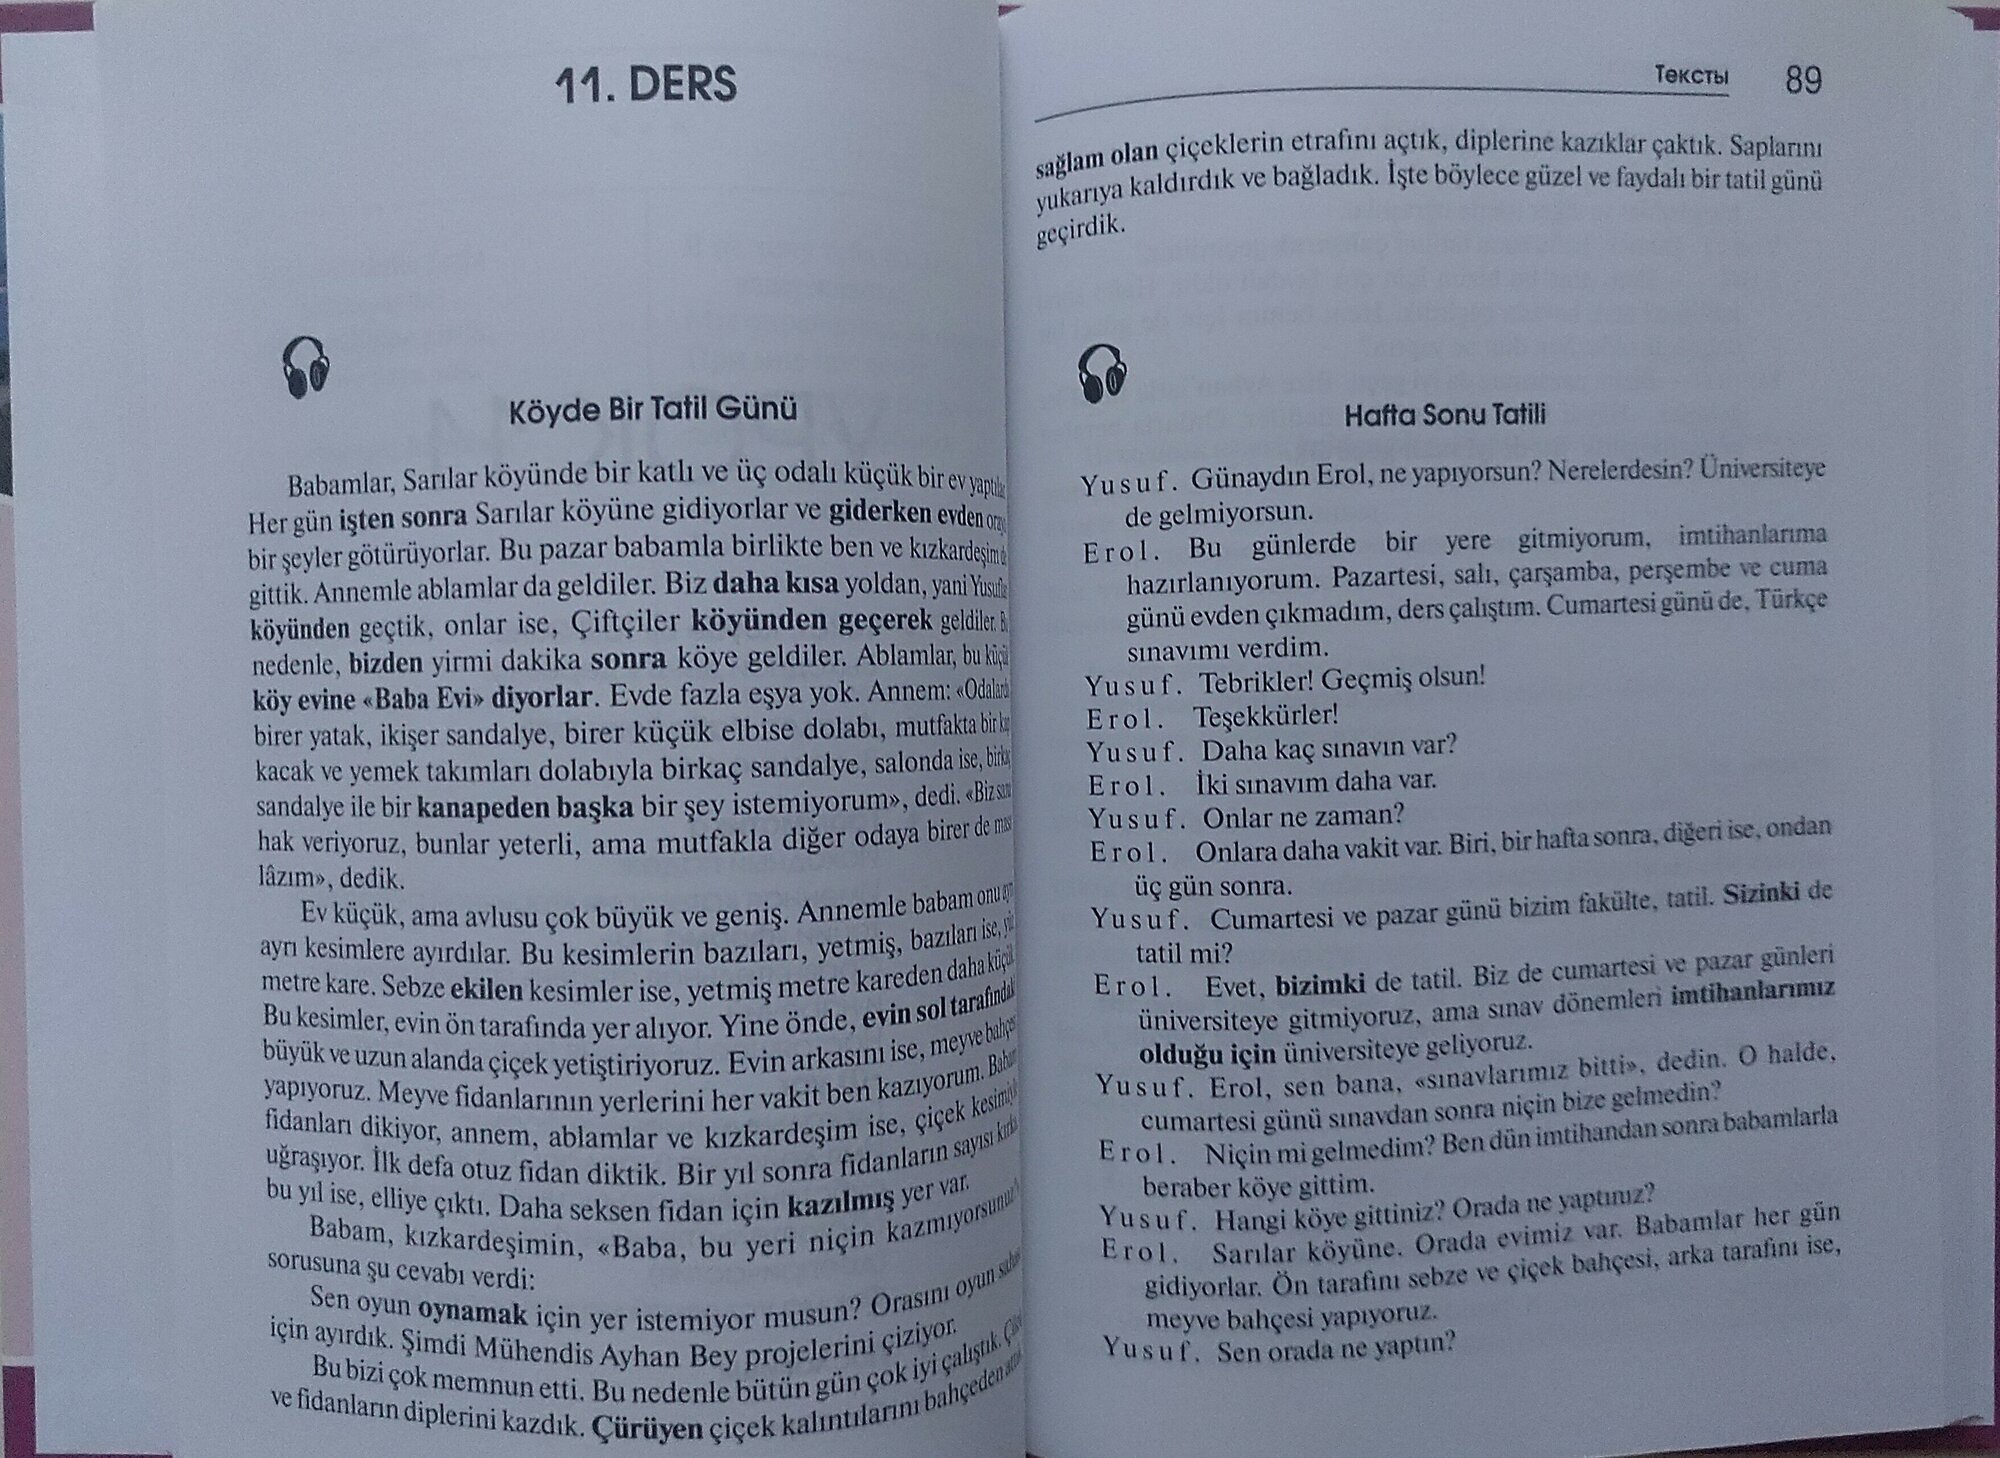 11. DERS
Köyde Bir Tatil Günü
Babamlar, Sarılar köyünde bir katlı ve üç odalı küçük bir ev
Her gün işten sonra Sarılar köyüne gidiyorlar ve giderken evden
bir şeyler götürüyorlar. Bu pazar babamla birlikte ben ve kızkardeşim
gittik. Annemle ablamlar da geldiler. Biz daha kısa yoldan, yani
köyünden geçtik, onlar ise, Çiftçiler köyünden geçerek geldiler.
nedenle, bizden yirmi dakika sonra köye geldiler. Ablamlar, bu
köy evine «Baba Evi» diyorlar. Evde fazla eşya yok. Annem:
birer yatak, ikişer sandalye, birer küçük elbise dolabı, mutfakta bir
kacak ve yemek takımları dolabıyla birkaç sandalye, salonda ise,
sandalye ile bir kanapeden başka bir şey istemiyorum», dedi. «Biz
hak veriyoruz, bunlar yeterli, ama mutfakla diğer odaya birer de
lâzım», dedik.
Ev küçük, ama avlusu çok büyük ve geniş. Annemle babam onu
ayrı kesimlere ayırdılar. Bu kesimlerin bazıları, yetmiş, bazıları ise,
metre kare. Sebze ekilen kesimler ise, yetmiş metre kareden daha
Bu kesimler, evin ön tarafında yer alıyor. Yine önde, evin sol
büyük ve uzun alanda çiçek yetiştiriyoruz. Evin arkasını ise, meyve
yapıyoruz. Meyve fidanlarının yerlerini her vakit ben kazıyorum.
fidanları dikiyor, annem, ablamlar ve kızkardeşim ise, çiçek
uğraşıyor. İlk defa otuz fidan diktik. Bir yıl sonra fidanların sayısı
bu yıl ise, elliye çıktı. Daha seksen fidan için kazılmış yer var.
Babam, kızkardeşimin, «Baba, bu yeri niçin kazmıyorsunuz
sorusuna şu cevabı verdi:
Sen oyun oynamak için yer istemiyor musun? Orasını oyun
için ayırdık. Şimdi Mühendis Ayhan Bey projelerini çiziyor.
Bu bizi çok memnun etti. Bu nedenle bütün gün çok iyi çalıştık.
ve fidanların diplerini kazdık. Çürüyen çiçek kalıntılarını bahçeden
Тексты 89
sağlam olan çiçeklerin etrafını açtık, diplerine kazıklar çaktık. Saplarını
yukarıya kaldırdık ve bağladık. İşte böylece güzel ve faydalı bir tatil günü
geçirdik.
Hafta Sonu Tatili
Yusuf. Günaydın Erol, ne yapıyorsun? Nerelerdesin? Üniversiteye
de gelmiyorsun.
Erol. Bu günlerde bir yere gitmiyorum, imtihanlarıma
hazırlanıyorum. Pazartesi, salı, çarşamba, perşembe ve cuma
günü evden çıkmadım, ders çalıştım. Cumartesi günü de, Türkçe
sınavımı verdim.
Yusuf. Tebrikler! Geçmiş olsun!
Erol. Teşekkürler!
Yusuf. Daha kaç sınavın var?
Erol. İki sınavım daha var.
Yusuf. Onlar ne zaman?
Erol. Onlara daha vakit var. Biri, bir hafta sonra, diğeri ise, ondan
üç gün sonra.
Yusuf. Cumartesi ve pazar günü bizim fakülte, tatil. Sizinki de
tatil mi?
Erol. Evet, bizimki de tatil. Biz de cumartesi ve pazar günleri
üniversiteye gitmiyoruz, ama sınav dönemleri imtihanlarımız
olduğu için üniversiteye geliyoruz.
Yusuf. Erol, sen bana, «sınavlarımız bitti», dedin. O halde,
cumartesi günü sınavdan sonra niçin bize gelmedin?
Erol. Niçin mi gelmedim? Ben dün imtihandan sonra babamlarla
beraber köye gittim.
Yusuf. Hangi köye gittiniz? Orada ne yaptınız?
Erol. Sarılar köyüne. Orada evimiz var. Babamlar her gün
gidiyorlar. Ön tarafını sebze ve çiçek bahçesi, arka tarafını ise,
meyve bahçesi yapıyoruz.
Yusuf. Sen orada ne yaptın?